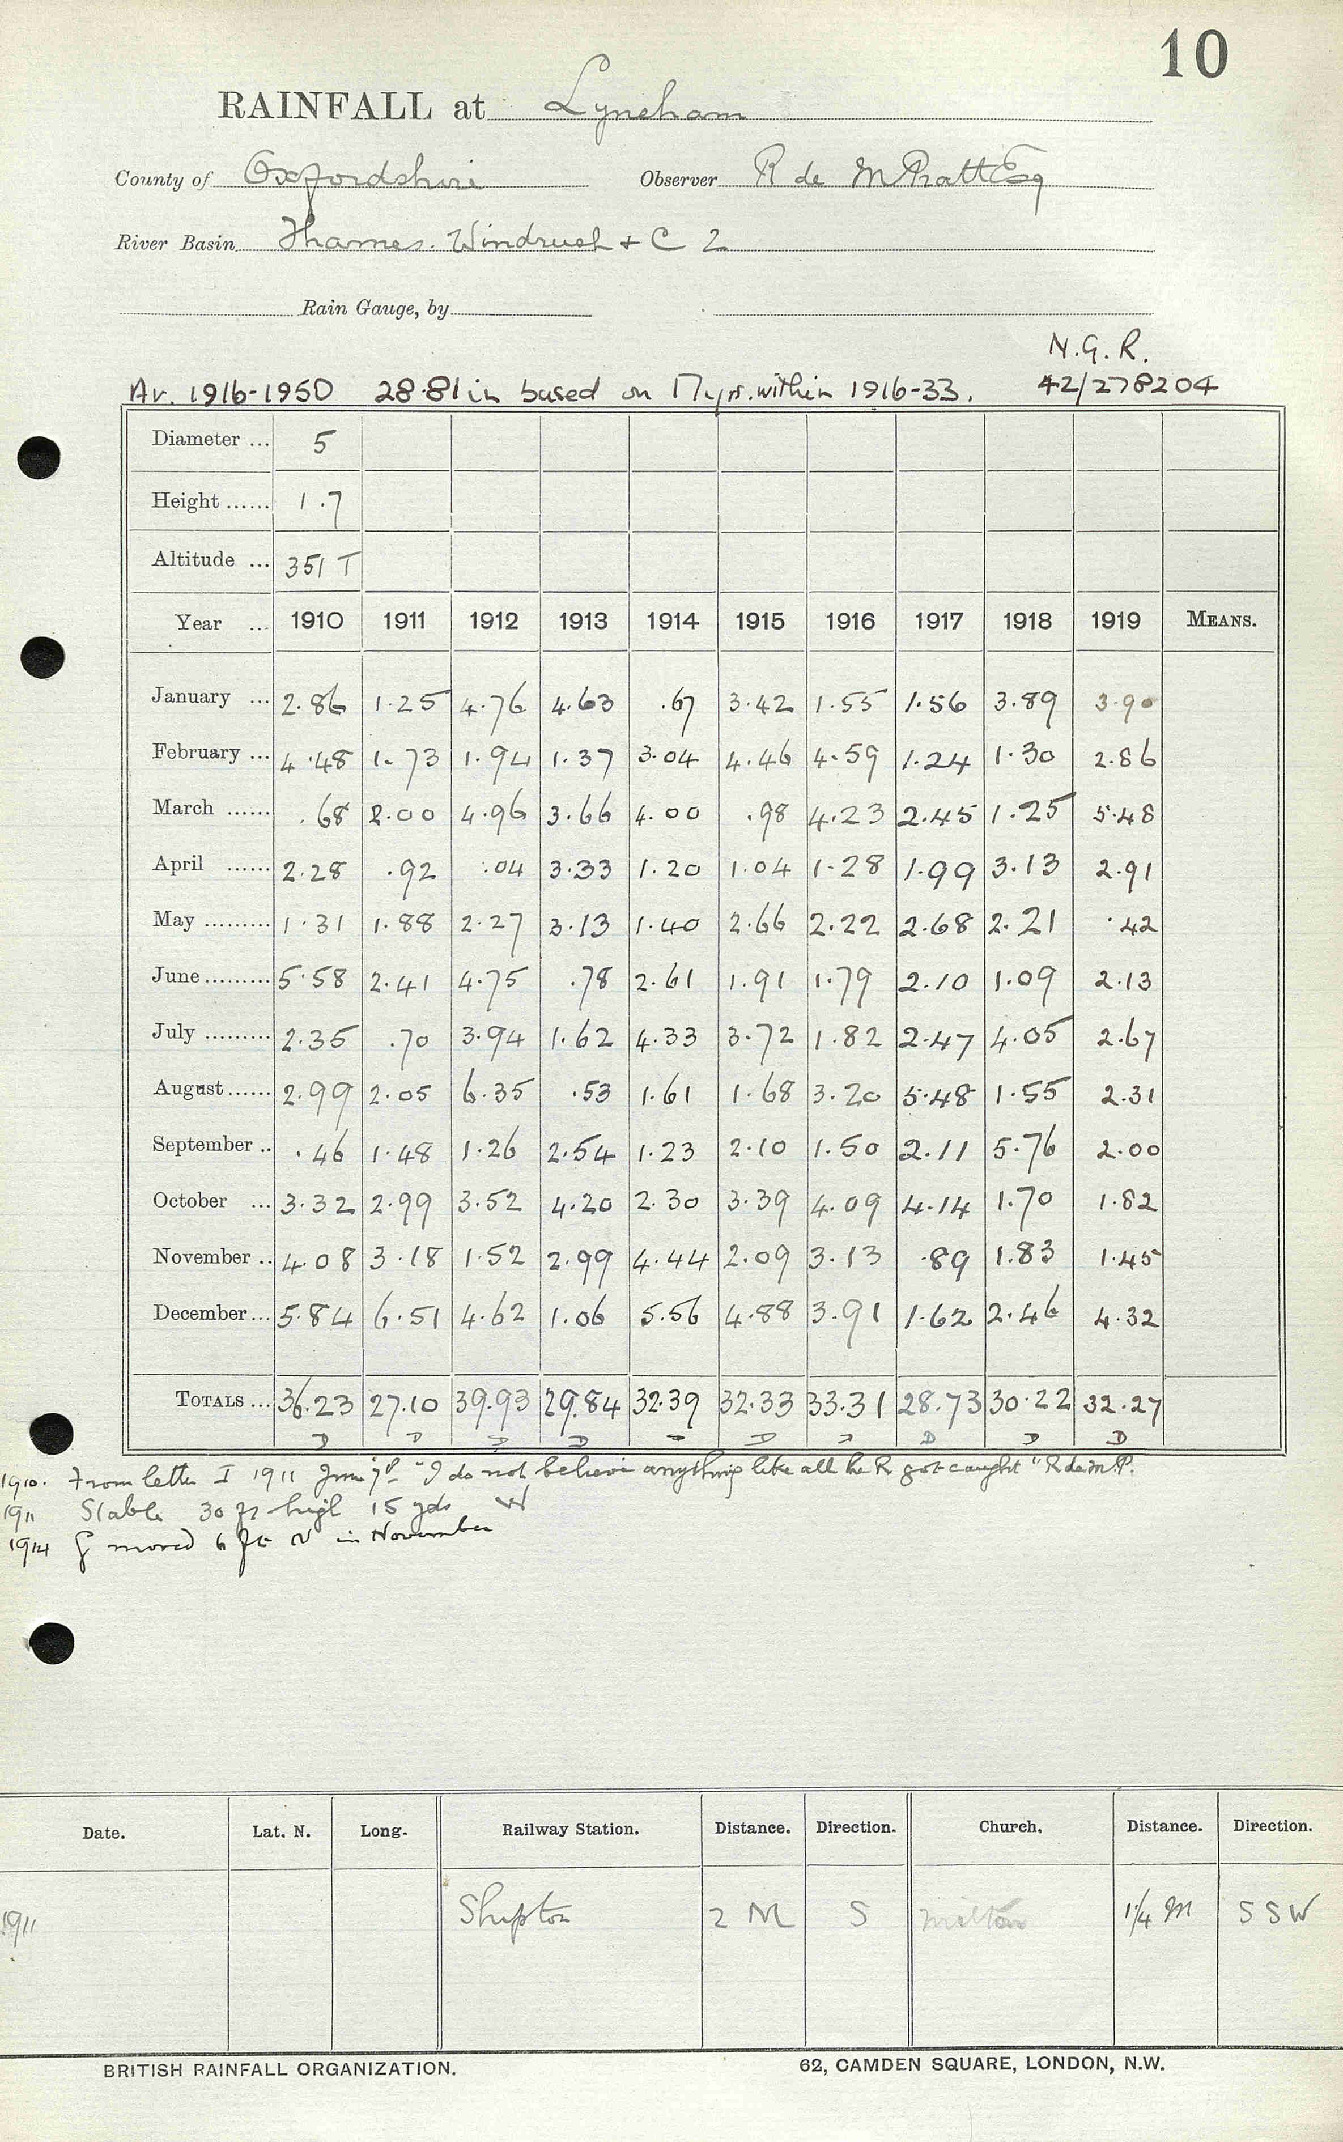 10
RAINFALL at Lyneham
County of Oxfordshire Observer R de M Pratt Esq
River Basin Thames. Windrush + C 2
Rain Gauge, by
N.G.R.
Av. 1916-1950 28.81 in based on 17 yrs. within 1916-33. 42/278204
Diameter ... 5
Height ...... 1.7
Altitude ... 351 T
Year ... 1910 1911 1912 1913 1914 1915 1916 1917 1918 1919 MEANS.
January ... 2.86 1.25 4.76 4.63 .67 3.42 1.55 1.56 3.89 3.90
February ... 4.48 1.73 1.94 1.37 3.04 4.46 4.59 1.24 1.30 2.86
March ...... .68 2.00 4.96 3.66 4.00 .98 4.23 2.45 1.25 5.48
April ...... 2.28 .92 .04 3.33 1.20 1.04 1.28 1.99 3.13 2.91
May ......... 1.31 1.88 2.27 3.13 1.40 2.66 2.22 2.68 2.21 .42
June ......... 5.58 2.41 4.75 .78 2.61 1.91 1.79 2.10 1.09 2.13
July ......... 2.35 .70 3.94 1.62 4.33 3.72 1.82 2.47 4.05 2.67
August ...... 2.99 2.05 6.35 .53 1.61 1.68 3.20 5.48 1.55 2.31
September .. .46 1.48 1.26 2.54 1.23 2.10 1.50 2.11 5.76 2.00
October ... 3.32 2.99 3.52 4.20 2.30 3.39 4.09 4.14 1.70 1.82
November .. 4.08 3.18 1.52 2.99 4.44 2.09 3.13 .89 1.83 1.45
December ... 5.84 6.51 4.62 1.06 5.56 4.88 3.91 1.62 2.46 4.32
TOTALS ... 36.23 27.10 39.93 29.84 32.39 32.33 33.31 28.73 30.22 32.27
D D D D D D D D D
1910. From letter I 1911 "I do not believe anything like all the R got caught" R de M P.
1911 Stable 30 ft high 15 yds W
1914 G moved 6 ft N in November
Date. Lat. N. Long. Railway Station. Distance. Direction. Church. Distance. Direction.
1911 Shipton 2 M S Milton 1/4 M S S W
BRITISH RAINFALL ORGANIZATION. 62, CAMDEN SQUARE, LONDON, N.W.